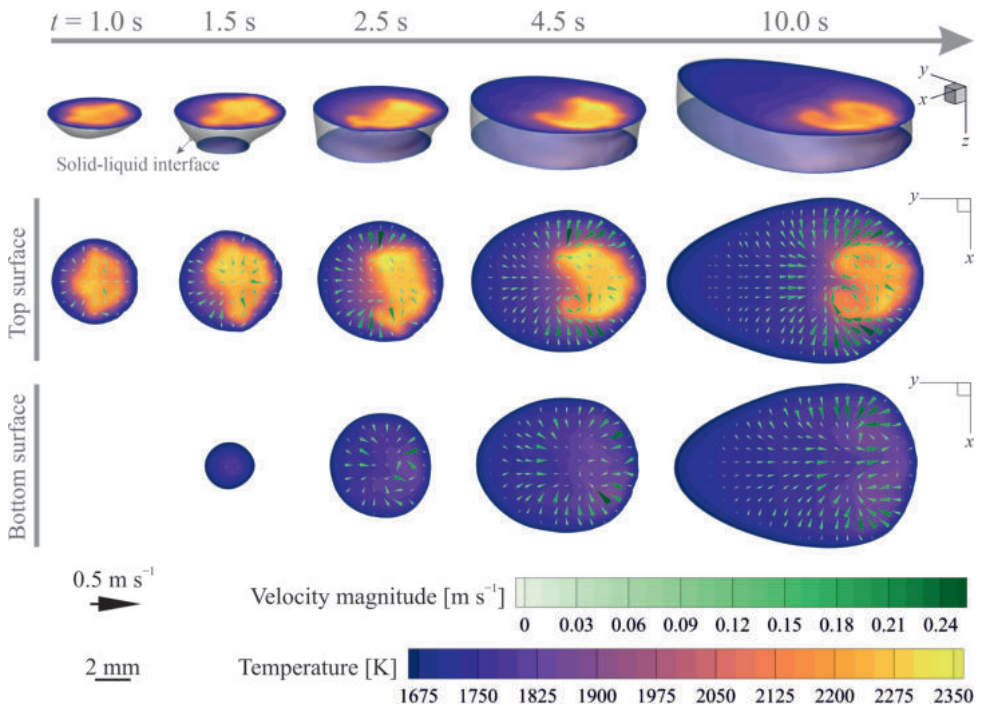 t = 1.0 s 1.5 s 2.5 s 4.5 s 10.0 s
y
x
z
Solid-liquid interface
Top surface
y
x
Bottom surface
y
x
0.5 m s⁻¹
Velocity magnitude [m s⁻¹]
0 0.03 0.06 0.09 0.12 0.15 0.18 0.21 0.24
2 mm
Temperature [K]
1675 1750 1825 1900 1975 2050 2125 2200 2275 2350